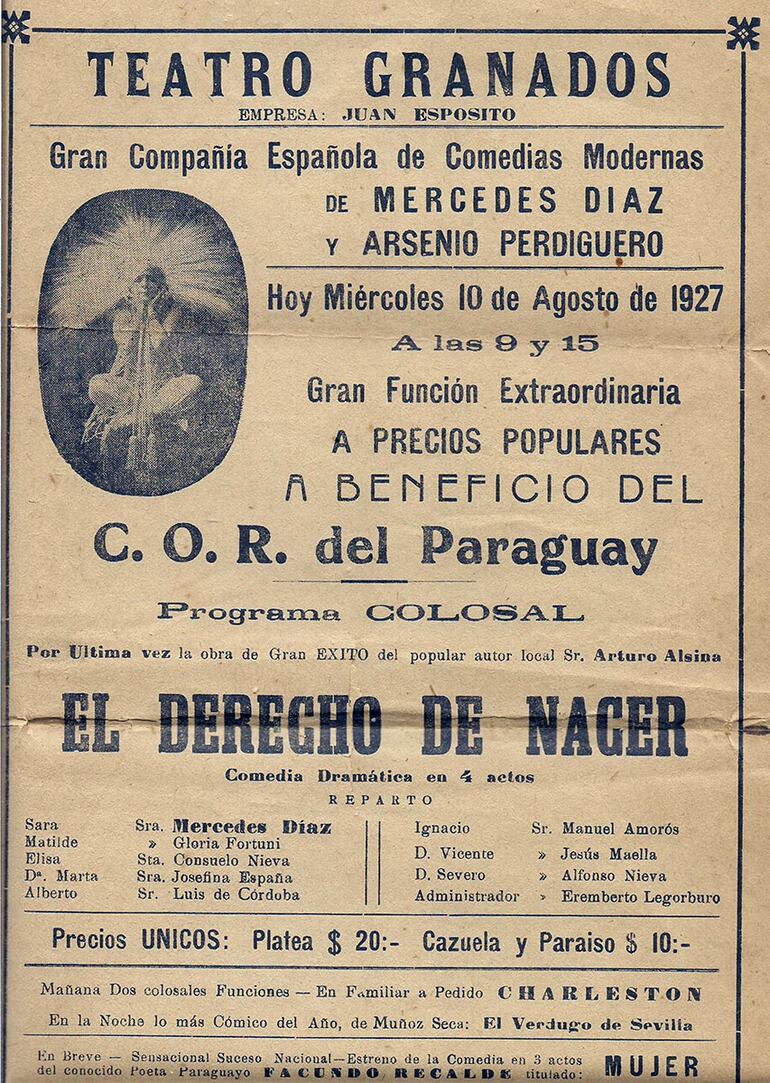 TEATRO GRANADOS
EMPRESA: JUAN ESPOSITO
Gran Compañía Española de Comedias Modernas
DE MERCEDES DIAZ
Y ARSENIO PERDIGUERO
Hoy Miércoles 10 de Agosto de 1927
A las 9 y 15
Gran Función Extraordinaria
A PRECIOS POPULARES
A BENEFICIO DEL
C. O. R. del Paraguay
Programa COLOSAL
Por Ultima vez la obra de Gran EXITO del popular autor local Sr. Arturo Alsina
EL DERECHO DE NACER
Comedia Dramática en 4 actos
REPARTO
Sara Sra. Mercedes Díaz
Matilde » Gloria Fortuni
Elisa Sta. Consuelo Nieva
Dª. Marta Sra. Josefina España
Alberto Sr. Luis de Córdoba
Ignacio Sr. Manuel Amorós
D. Vicente » Jesús Maella
D. Severo » Alfonso Nieva
Administrador » Eremberto Legorburo
Precios UNICOS: Platea $ 20:- Cazuela y Paraiso $ 10:-
Mañana Dos colosales Funciones — En Familiar a Pedido CHARLESTON
En la Noche lo más Cómico del Año, de Muñoz Seca: El Verdugo de Sevilla
En Breve — Sensacional Suceso Nacional—Estreno de la Comedia en 3 actos
del conocido Poeta Paraguayo FACUNDO RECALDE titulado: MUJER